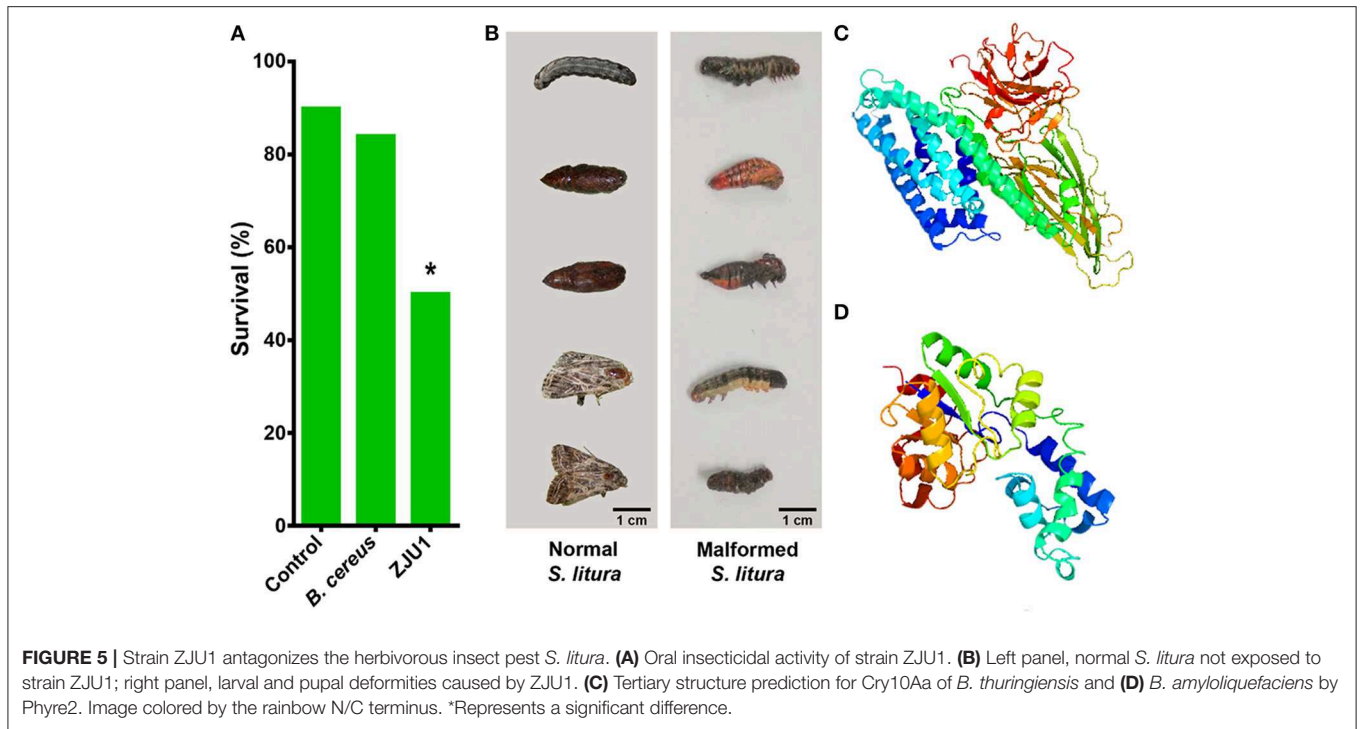 A
B
C
D
100
80
60
40
20
0
Survival (%)
*
Control
B. cereus
ZJU1
1 cm
1 cm
Normal
S. litura
Malformed
S. litura
FIGURE 5 | Strain ZJU1 antagonizes the herbivorous insect pest S. litura. (A) Oral insecticidal activity of strain ZJU1. (B) Left panel, normal S. litura not exposed to
strain ZJU1; right panel, larval and pupal deformities caused by ZJU1. (C) Tertiary structure prediction for Cry10Aa of B. thuringiensis and (D) B. amyloliquefaciens by
Phyre2. Image colored by the rainbow N/C terminus. *Represents a significant difference.